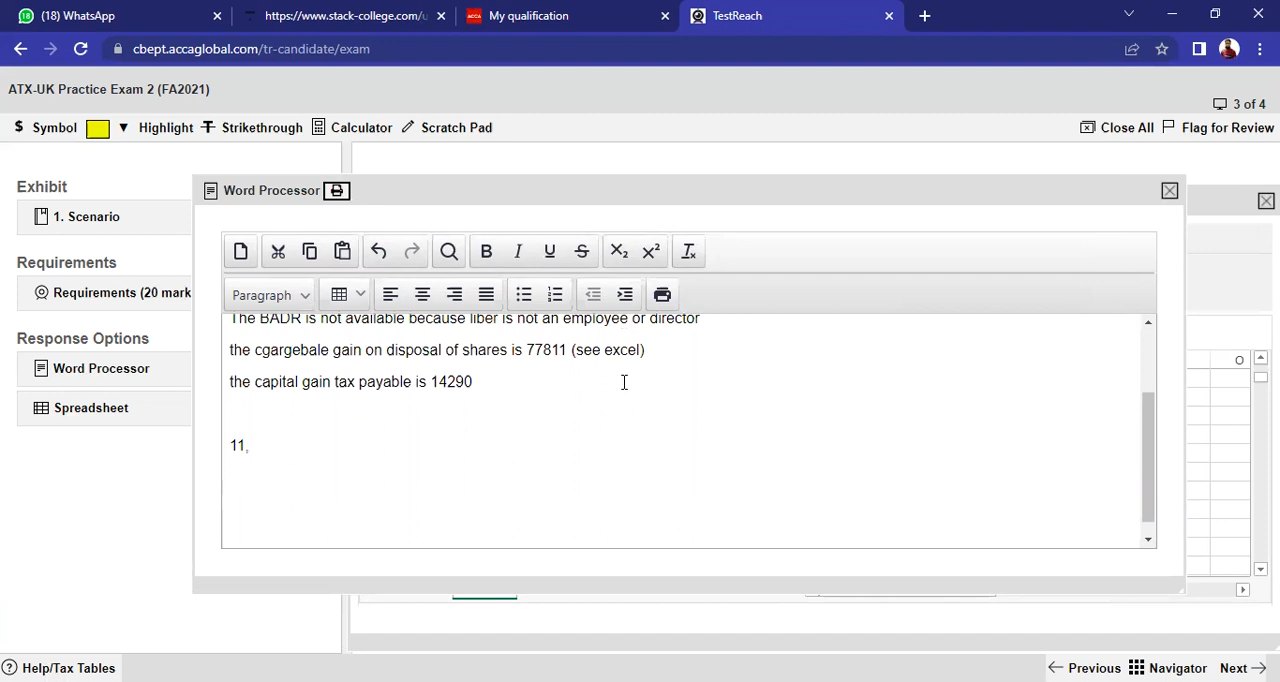 (18) WhatsApp
https://www.stack-college.com/u
ACCA
My qualification
TestReach
cbept.accaglobal.com/tr-candidate/exam
ATX-UK Practice Exam 2 (FA2021)
3 of 4
$ Symbol
Highlight
T Strikethrough
Calculator
Scratch Pad
Close All
Flag for Review
Exhibit
1. Scenario
Requirements
Requirements (20 mark
Response Options
Word Processor
Spreadsheet
Word Processor
B I U S X₂ X² Tx
Paragraph
The BADR is not available because liber is not an employee or director
the cgargebale gain on disposal of shares is 77811 (see excel)
the capital gain tax payable is 14290
11,
O
? Help/Tax Tables
Previous
Navigator
Next